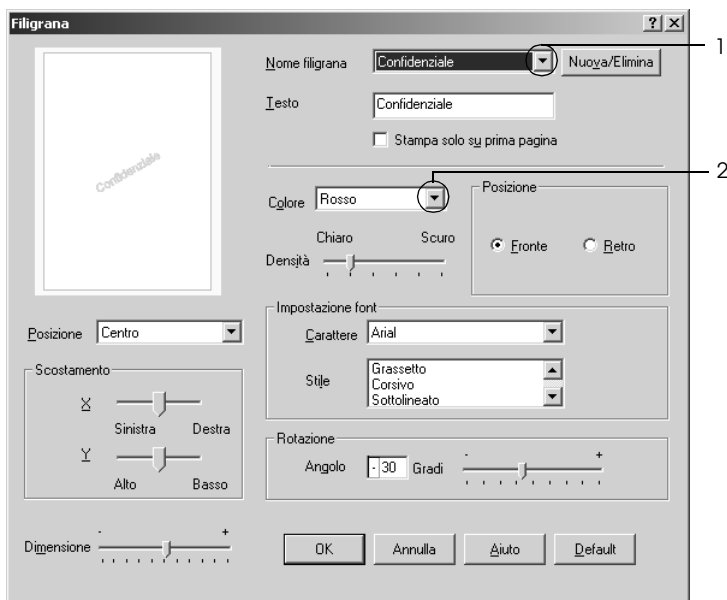 Filigrana
1
Nome filigrana Confidenziale Nuova/Elimina
Testo Confidenziale
Stampa solo su prima pagina
2
Confidenziale
Colore Rosso
Posizione
Chiaro Scuro
Densità
Fronte Retro
Posizione Centro
Impostazione font
Carattere Arial
Stile Grassetto
Corsivo
Sottolineato
Scostamento
X
Sinistra Destra
Y
Alto Basso
Rotazione
Angolo -30 Gradi - +
Dimensione - +
OK Annulla Aiuto Default